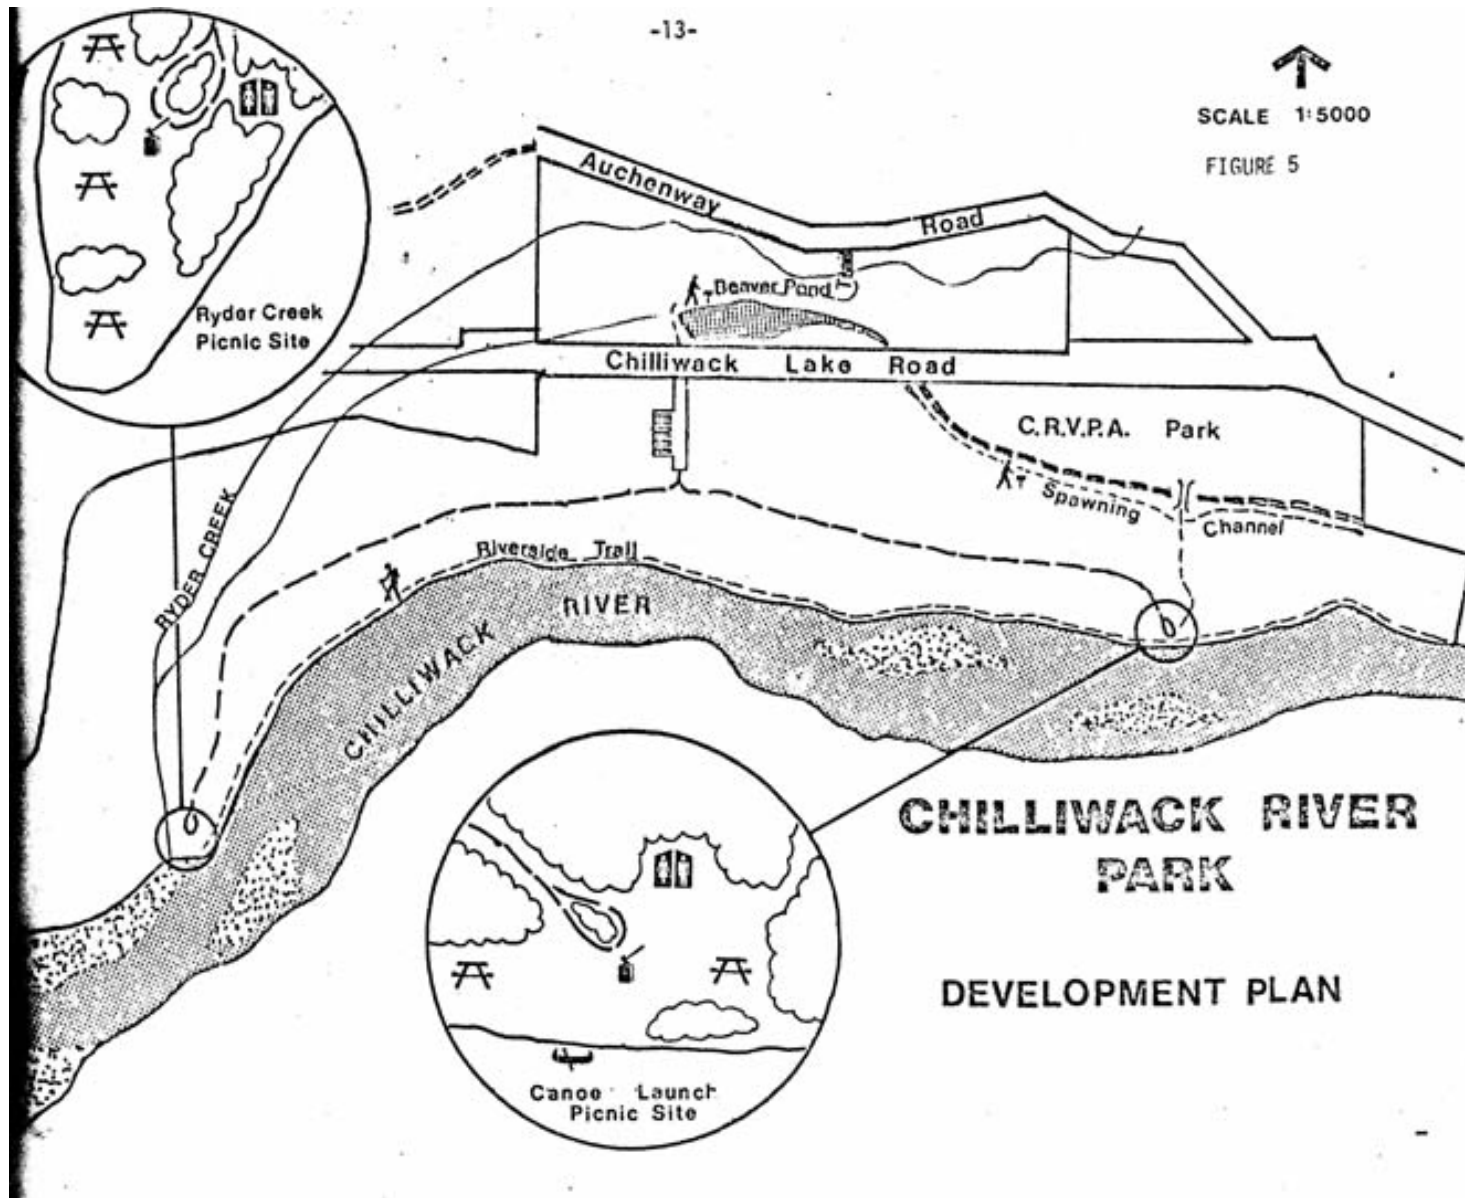 -13-
SCALE 1:5000
FIGURE 5
Auchenway Road
Ryder Creek
Picnic Site
Beaver Pond
Chilliwack Lake Road
C.R.V.P.A. Park
Spawning Channel
RYDER CREEK
Riverside Trail
CHILLIWACK RIVER
CHILLIWACK RIVER
PARK
DEVELOPMENT PLAN
Canoe Launch
Picnic Site